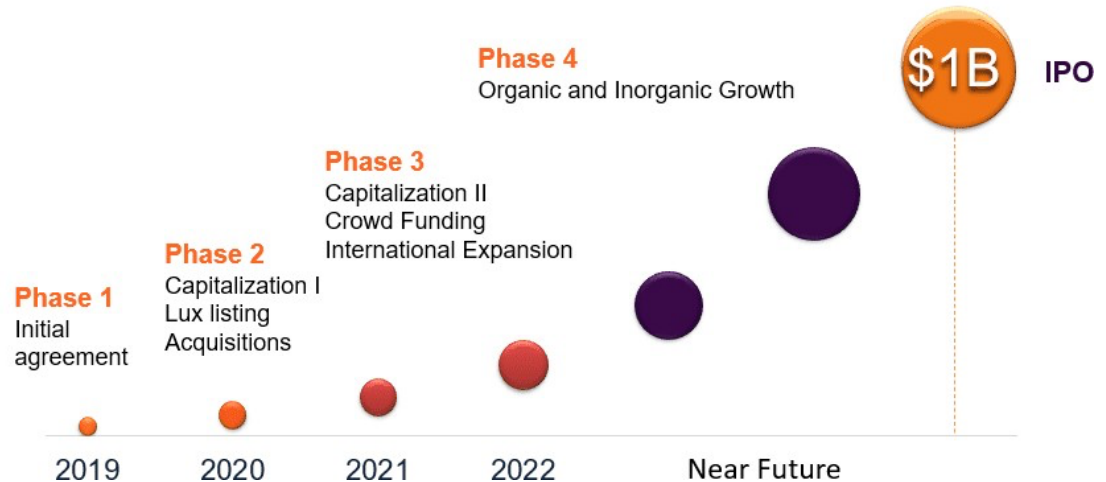 Phase 1
Initial
agreement
Phase 2
Capitalization I
Lux listing
Acquisitions
Phase 3
Capitalization II
Crowd Funding
International Expansion
Phase 4
Organic and Inorganic Growth
$1B
IPO
2019
2020
2021
2022
Near Future